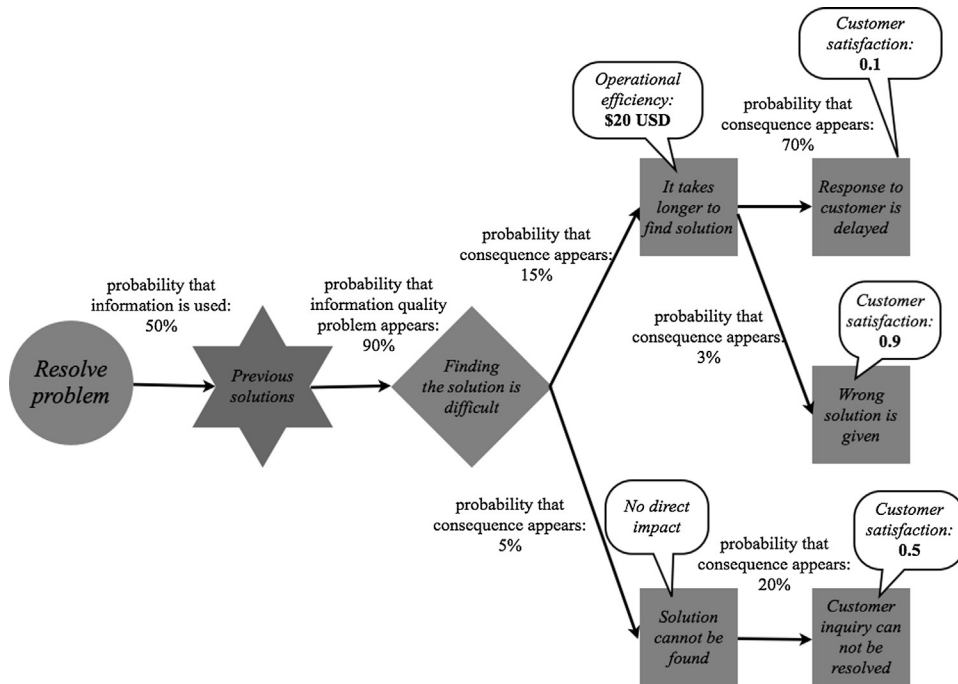 Resolve
problem
probability that
information is used:
50%
Previous
solutions
probability that
information quality
problem appears:
90%
Finding
the solution is
difficult
probability that
consequence appears:
15%
Operational
efficiency:
$20 USD
It takes
longer to
find solution
probability that
consequence appears:
70%
Customer
satisfaction:
0.1
Response to
customer is
delayed
probability that
consequence appears:
3%
Customer
satisfaction:
0.9
Wrong
solution is
given
probability that
consequence appears:
5%
No direct
impact
Solution
cannot be
found
probability that
consequence appears:
20%
Customer
satisfaction:
0.5
Customer
inquiry can
not be
resolved